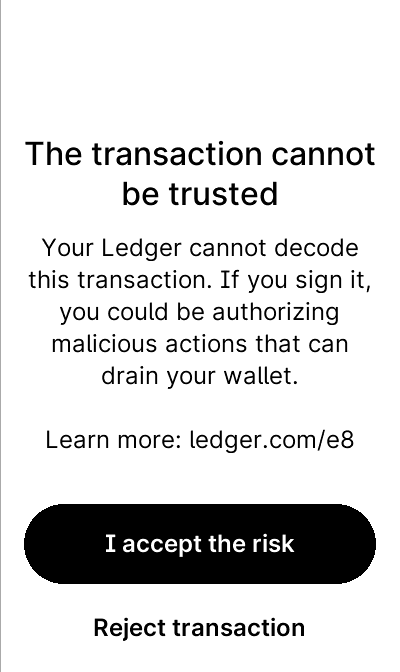 The transaction cannot
be trusted
Your Ledger cannot decode
this transaction. If you sign it,
you could be authorizing
malicious actions that can
drain your wallet.
Learn more: ledger.com/e8
I accept the risk
Reject transaction